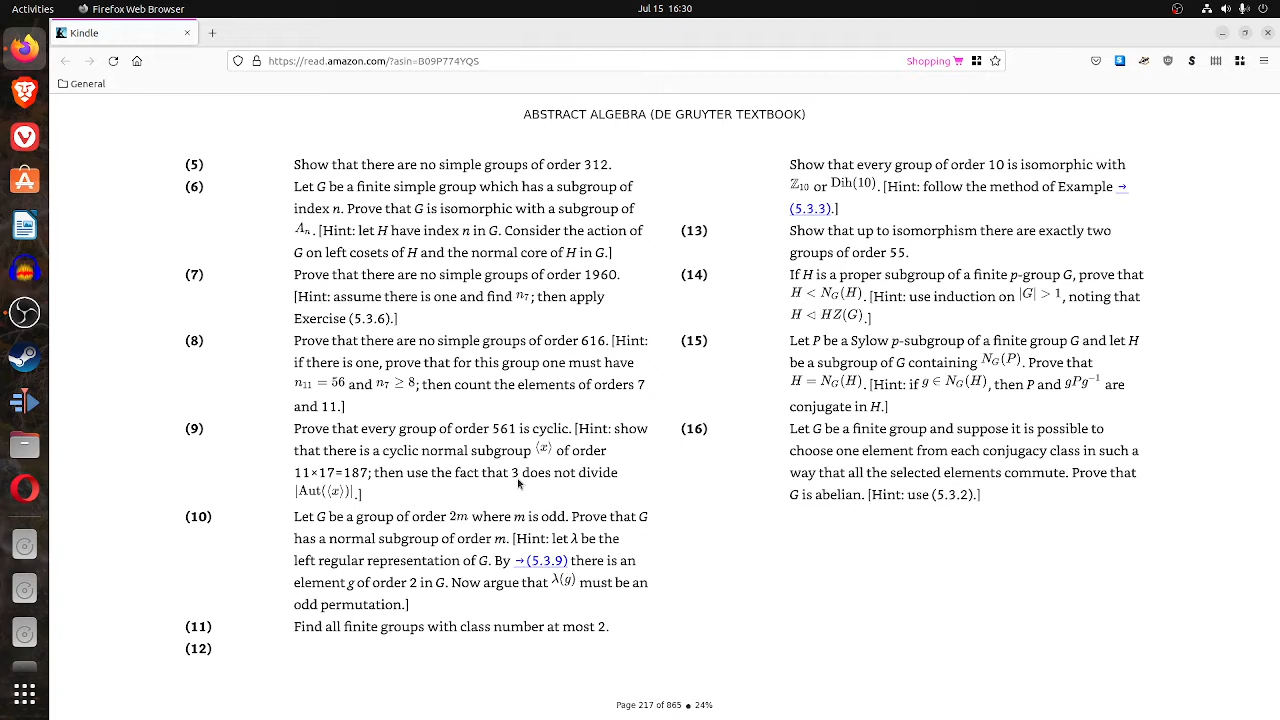 Activities
Firefox Web Browser
Jul 15 16:30
Kindle
https://read.amazon.com/?asin=B09P774YQS
Shopping
General
ABSTRACT ALGEBRA (DE GRUYTER TEXTBOOK)
(5) Show that there are no simple groups of order 312.
(6) Let G be a finite simple group which has a subgroup of
index n. Prove that G is isomorphic with a subgroup of
Aₙ. [Hint: let H have index n in G. Consider the action of
G on left cosets of H and the normal core of H in G.]
(7) Prove that there are no simple groups of order 1960.
[Hint: assume there is one and find n₇; then apply
Exercise (5.3.6).]
(8) Prove that there are no simple groups of order 616. [Hint:
if there is one, prove that for this group one must have
n₁₁ = 56 and n₇ ≥ 8; then count the elements of orders 7
and 11.]
(9) Prove that every group of order 561 is cyclic. [Hint: show
that there is a cyclic normal subgroup ⟨x⟩ of order
11×17=187; then use the fact that 3 does not divide
|Aut(⟨x⟩)|.]
(10) Let G be a group of order 2m where m is odd. Prove that G
has a normal subgroup of order m. [Hint: let λ be the
left regular representation of G. By →(5.3.9) there is an
element g of order 2 in G. Now argue that λ(g) must be an
odd permutation.]
(11) Find all finite groups with class number at most 2.
(12)
Show that every group of order 10 is isomorphic with
ℤ₁₀ or Dih(10). [Hint: follow the method of Example →
(5.3.3).]
(13) Show that up to isomorphism there are exactly two
groups of order 55.
(14) If H is a proper subgroup of a finite p-group G, prove that
H < N_G(H). [Hint: use induction on |G| > 1, noting that
H ◁ HZ(G).]
(15) Let P be a Sylow p-subgroup of a finite group G and let H
be a subgroup of G containing N_G(P). Prove that
H = N_G(H). [Hint: if g ∈ N_G(H), then P and gPg⁻¹ are
conjugate in H.]
(16) Let G be a finite group and suppose it is possible to
choose one element from each conjugacy class in such a
way that all the selected elements commute. Prove that
G is abelian. [Hint: use (5.3.2).]
Page 217 of 865 ● 24%